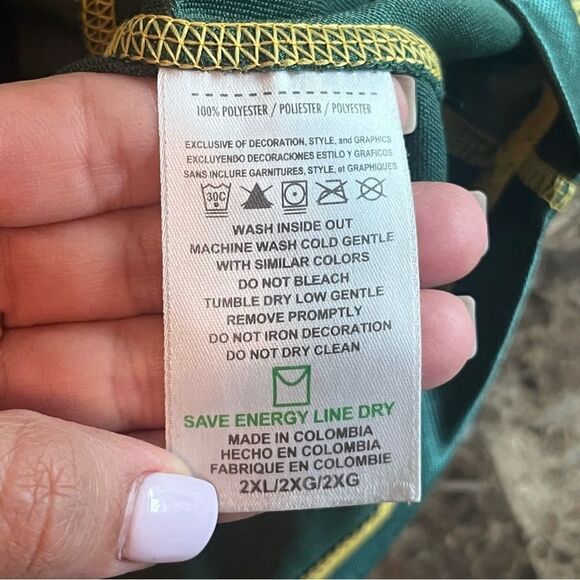 100% POLYESTER / POLIESTER / POLYESTER
EXCLUSIVE OF DECORATION, STYLE, and GRAPHICS
EXCLUYENDO DECORACIONES ESTILO Y GRAFICOS
SANS INCLURE GARNITURES, STYLE, et GRAPHIQUES
30C
WASH INSIDE OUT
MACHINE WASH COLD GENTLE
WITH SIMILAR COLORS
DO NOT BLEACH
TUMBLE DRY LOW GENTLE
REMOVE PROMPTLY
DO NOT IRON DECORATION
DO NOT DRY CLEAN
SAVE ENERGY LINE DRY
MADE IN COLOMBIA
HECHO EN COLOMBIA
FABRIQUE EN COLOMBIE
2XL/2XG/2XG